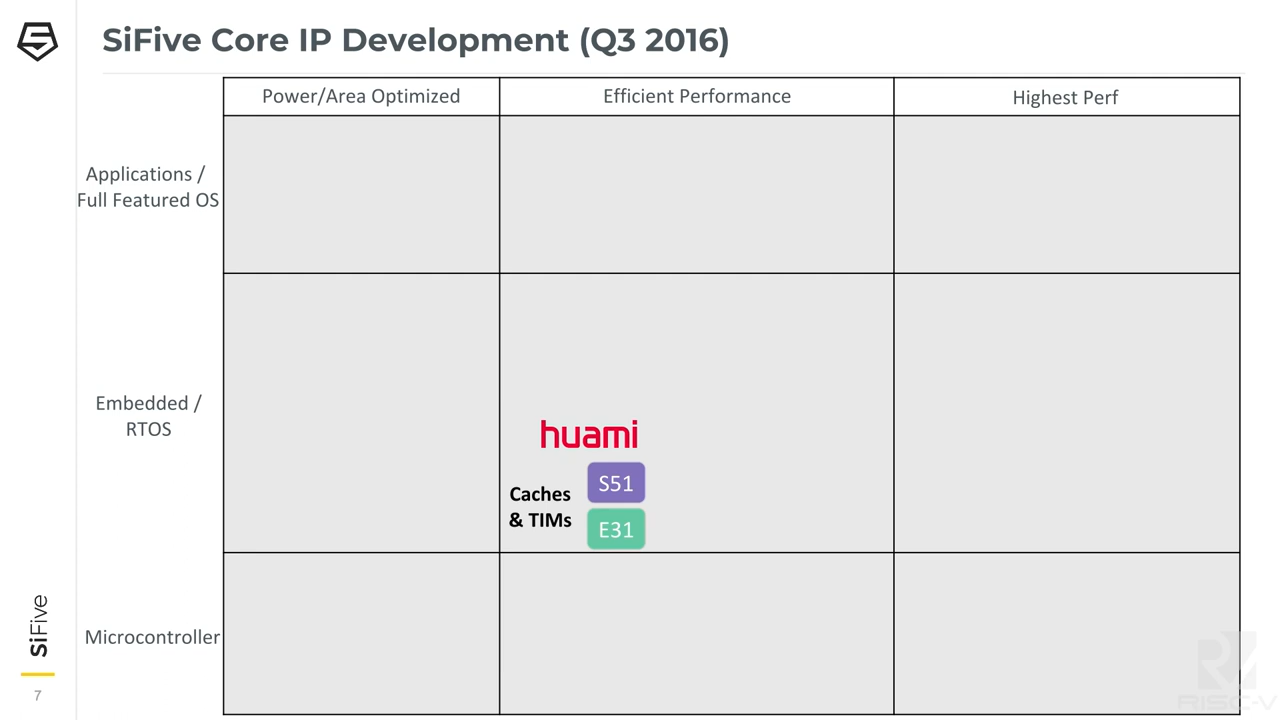 SiFive Core IP Development (Q3 2016)
Power/Area Optimized
Efficient Performance
Highest Perf
Applications /
Full Featured OS
Embedded /
RTOS
huami
Caches
& TIMs
S51
E31
Microcontroller
SiFive
7
RISC-V